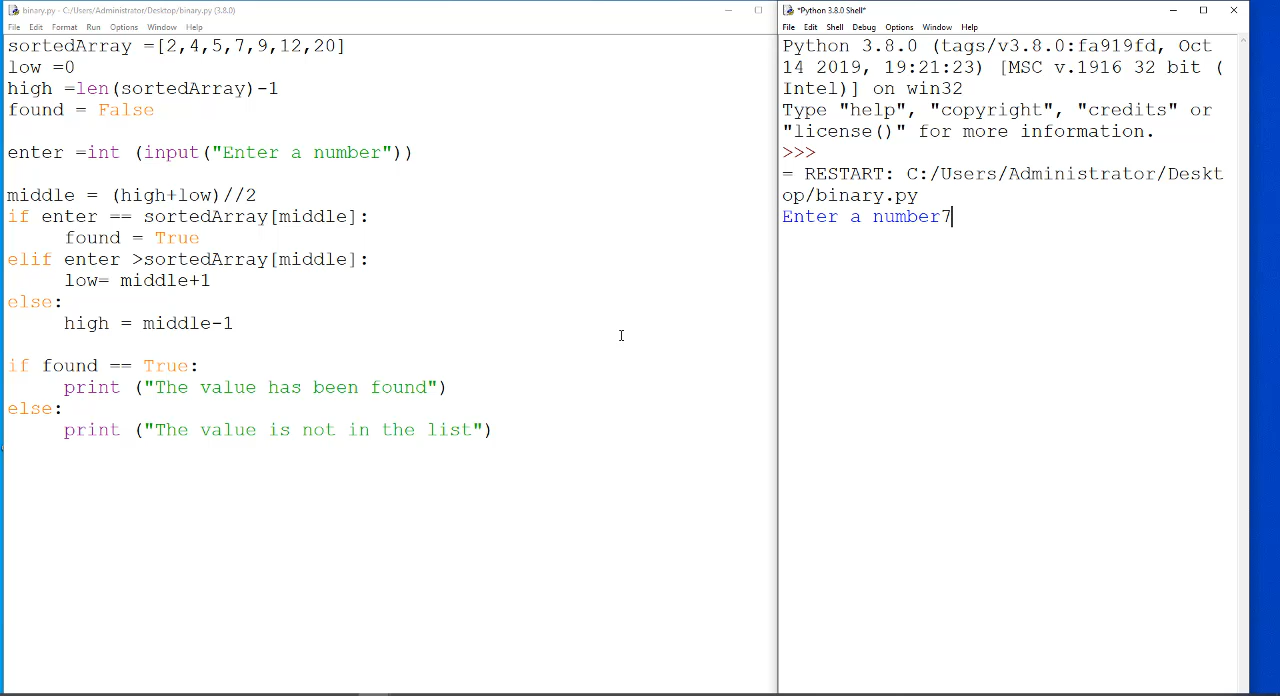 binary.py - C:/Users/Administrator/Desktop/binary.py (3.8.0)
File Edit Format Run Options Window Help
sortedArray =[2,4,5,7,9,12,20]
low =0
high =len(sortedArray)-1
found = False
enter =int (input("Enter a number"))
middle = (high+low)//2
if enter == sortedArray[middle]:
found = True
elif enter >sortedArray[middle]:
low= middle+1
else:
high = middle-1
if found == True:
print ("The value has been found")
else:
print ("The value is not in the list")
*Python 3.8.0 Shell*
File Edit Shell Debug Options Window Help
Python 3.8.0 (tags/v3.8.0:fa919fd, Oct
14 2019, 19:21:23) [MSC v.1916 32 bit (
Intel)] on win32
Type "help", "copyright", "credits" or
"license()" for more information.
>>>
= RESTART: C:/Users/Administrator/Deskt
op/binary.py
Enter a number7